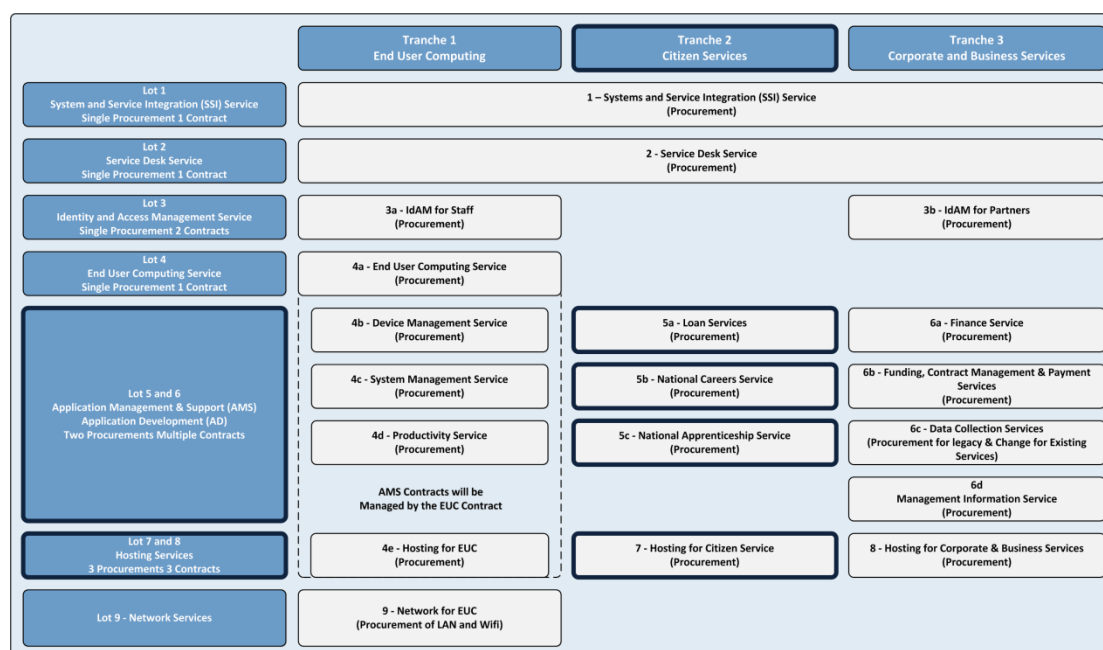 Tranche 1
End User Computing
Tranche 2
Citizen Services
Tranche 3
Corporate and Business Services
Lot 1
System and Service Integration (SSI) Service
Single Procurement 1 Contract
1 – Systems and Service Integration (SSI) Service
(Procurement)
Lot 2
Service Desk Service
Single Procurement 1 Contract
2 - Service Desk Service
(Procurement)
Lot 3
Identity and Access Management Service
Single Procurement 2 Contracts
3a - IdAM for Staff
(Procurement)
3b - IdAM for Partners
(Procurement)
Lot 4
End User Computing Service
Single Procurement 1 Contract
4a - End User Computing Service
(Procurement)
Lot 5 and 6
Application Management & Support (AMS)
Application Development (AD)
Two Procurements Multiple Contracts
4b - Device Management Service
(Procurement)
5a - Loan Services
(Procurement)
6a - Finance Service
(Procurement)
4c - System Management Service
(Procurement)
5b - National Careers Service
(Procurement)
6b - Funding, Contract Management & Payment
Services
(Procurement)
4d - Productivity Service
(Procurement)
5c - National Apprenticeship Service
(Procurement)
6c - Data Collection Services
(Procurement for legacy & Change for Existing
Services)
AMS Contracts will be
Managed by the EUC Contract
6d
Management Information Service
(Procurement)
Lot 7 and 8
Hosting Services
3 Procurements 3 Contracts
4e - Hosting for EUC
(Procurement)
7 - Hosting for Citizen Service
(Procurement)
8 - Hosting for Corporate & Business Services
(Procurement)
Lot 9 - Network Services
9 - Network for EUC
(Procurement of LAN and Wifi)